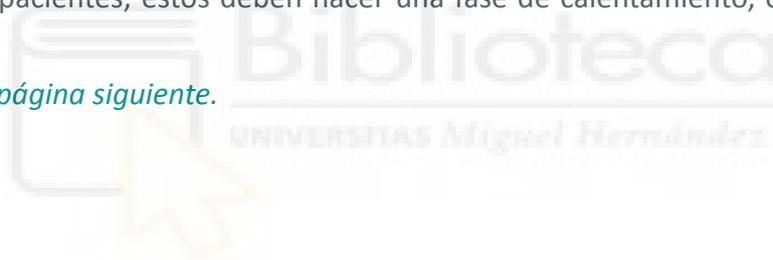 pacientes, estos deben hacer una fase de calentamiento,
página siguiente.
Biblioteca
UNIVERSITAS Miguel Hernández